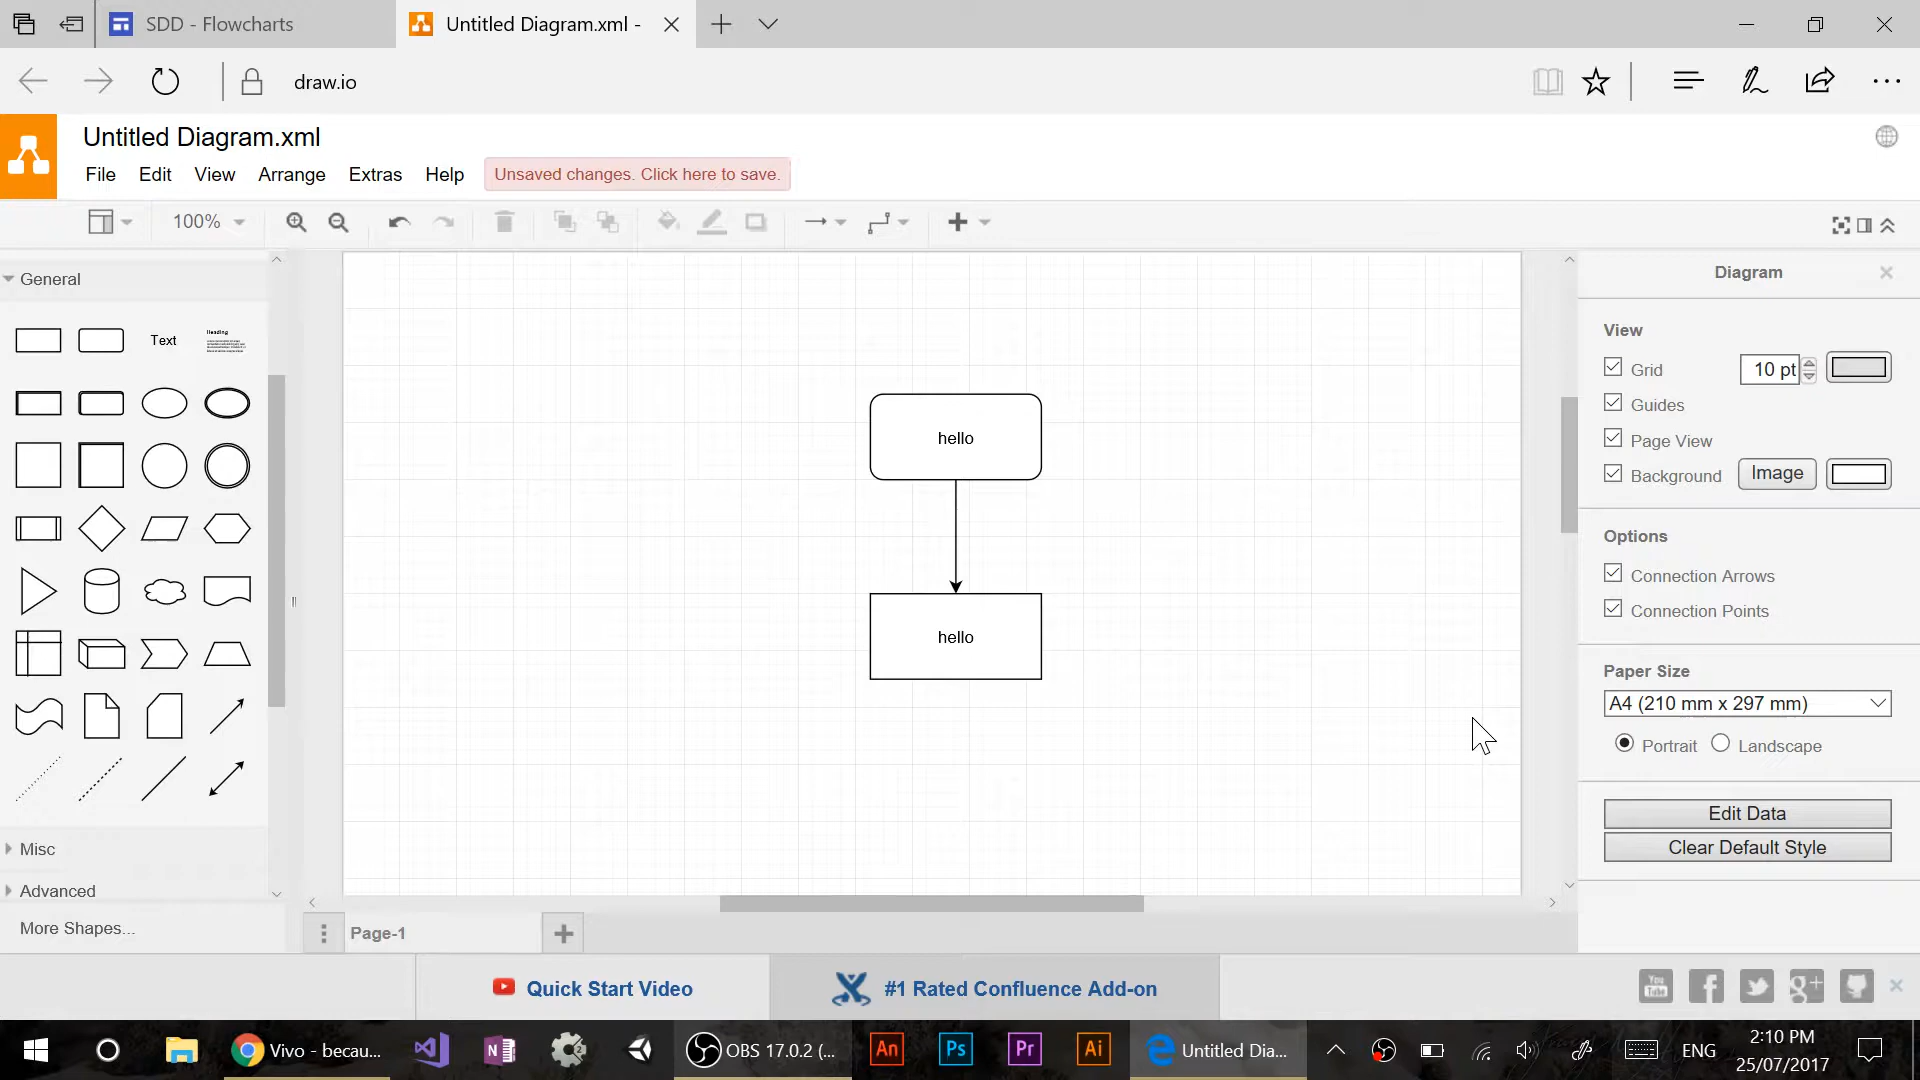 SDD - Flowcharts
Untitled Diagram.xml -
draw.io
Untitled Diagram.xml
File Edit View Arrange Extras Help Unsaved changes. Click here to save.
100%
General
Text
Heading
hello
hello
Misc
Advanced
More Shapes...
Page-1
Diagram
View
Grid 10 pt
Guides
Page View
Background Image
Options
Connection Arrows
Connection Points
Paper Size
A4 (210 mm x 297 mm)
Portrait Landscape
Edit Data
Clear Default Style
Quick Start Video
#1 Rated Confluence Add-on
You Tube
g+
Vivo - becau...
OBS 17.0.2 (...
An
Ps
Pr
Ai
Untitled Dia...
ENG
2:10 PM
25/07/2017